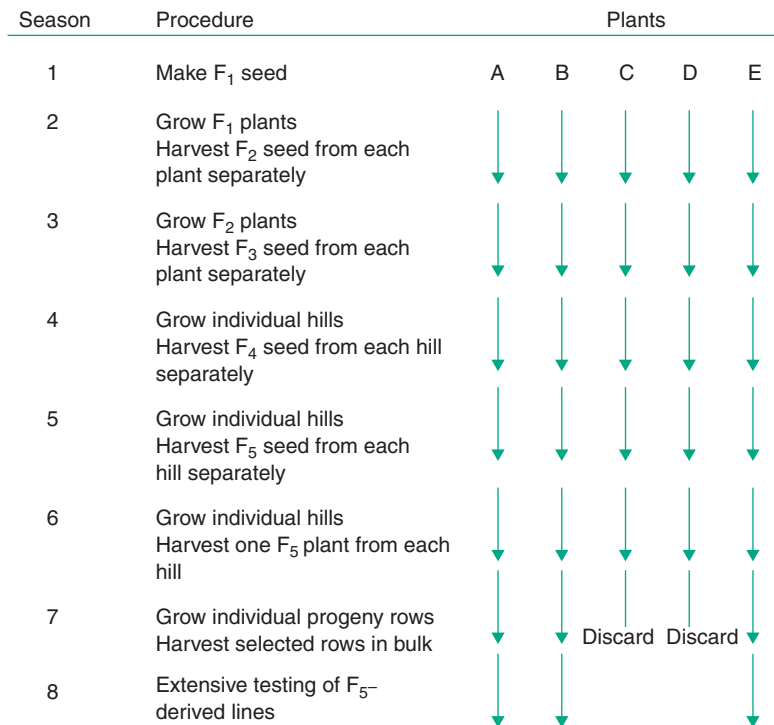 Season Procedure Plants
1 Make F₁ seed A B C D E
2 Grow F₁ plants
Harvest F₂ seed from each
plant separately
3 Grow F₂ plants
Harvest F₃ seed from each
plant separately
4 Grow individual hills
Harvest F₄ seed from each hill
separately
5 Grow individual hills
Harvest F₅ seed from each
hill separately
6 Grow individual hills
Harvest one F₅ plant from each
hill
7 Grow individual progeny rows
Harvest selected rows in bulk Discard Discard
8 Extensive testing of F₅–
derived lines